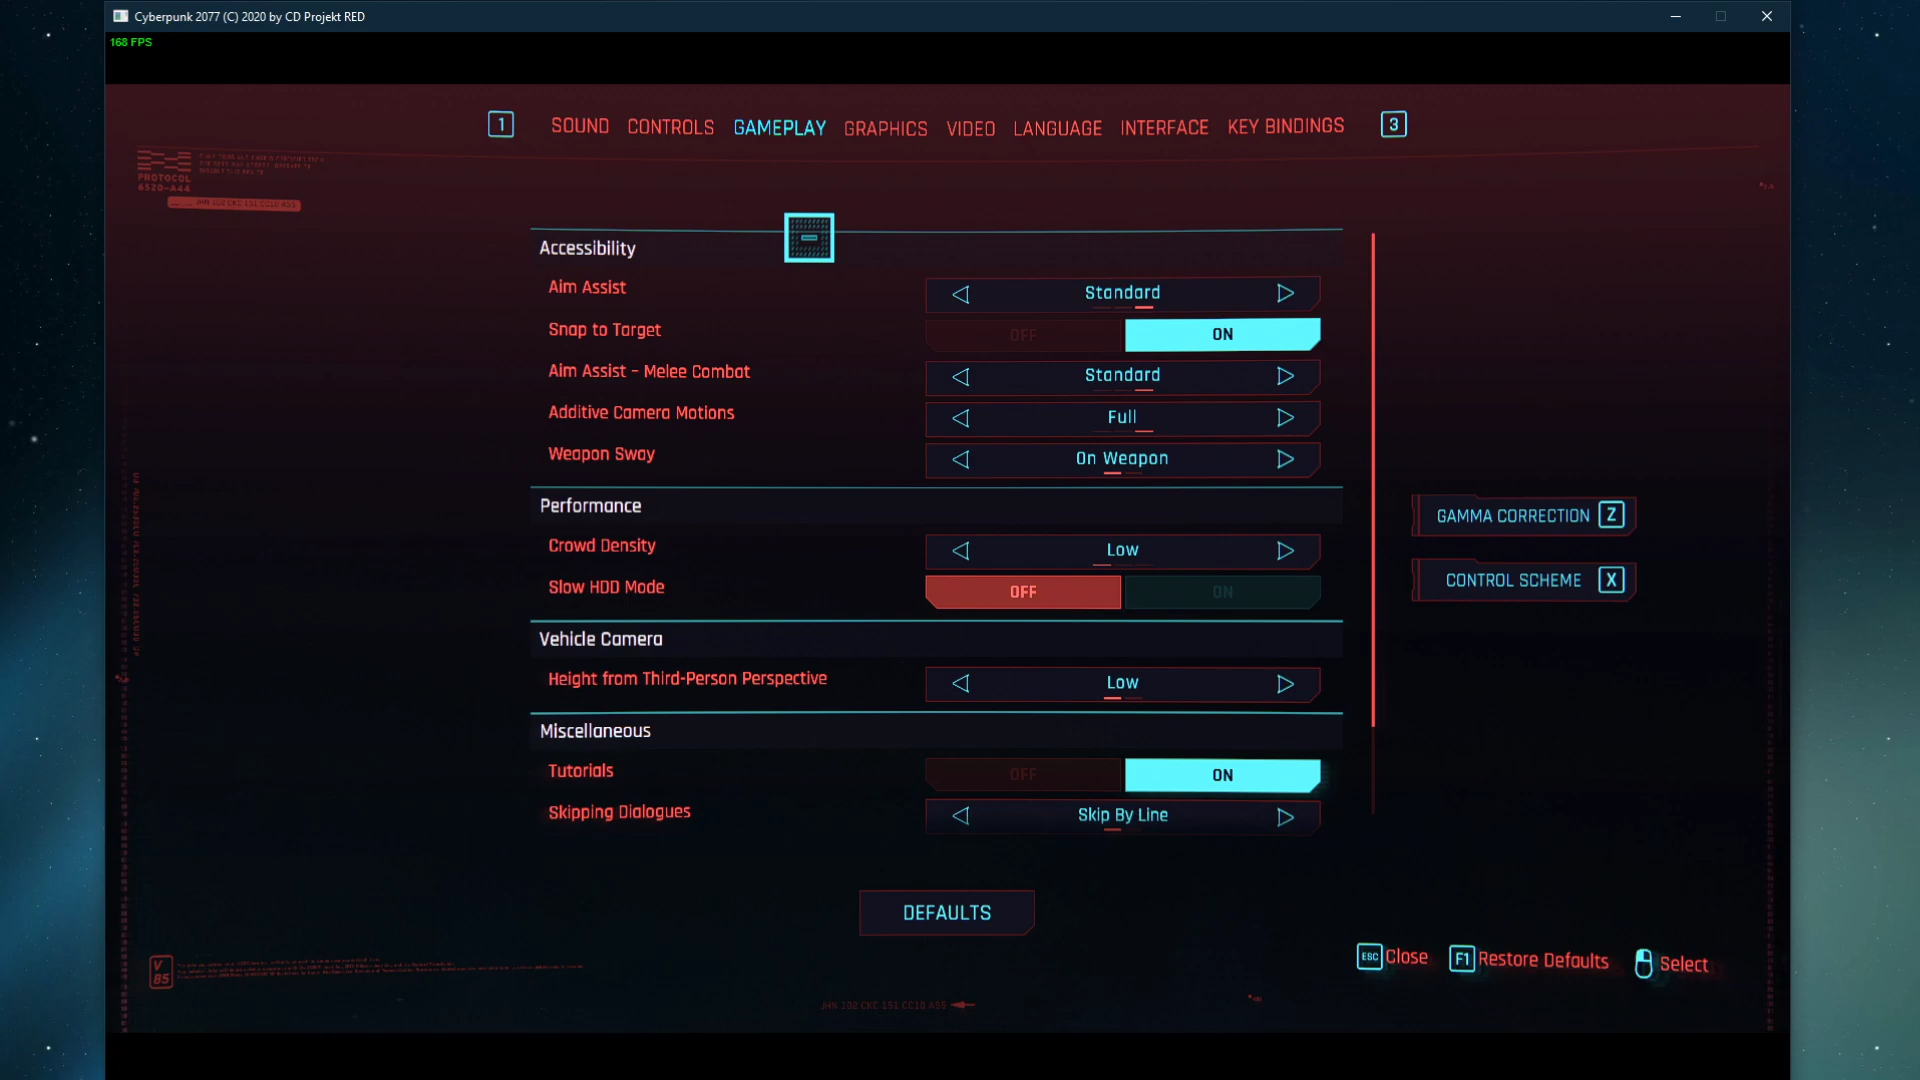 Cyberpunk 2077 (C) 2020 by CD Projekt RED
168 FPS
1 SOUND CONTROLS GAMEPLAY GRAPHICS VIDEO LANGUAGE INTERFACE KEY BINDINGS 3
PROTOCOL
6520-A44
Accessibility
Aim Assist Standard
Snap to Target OFF ON
Aim Assist – Melee Combat Standard
Additive Camera Motions Full
Weapon Sway On Weapon
Performance
GAMMA CORRECTION Z
Crowd Density Low
Slow HDD Mode OFF ON
CONTROL SCHEME X
Vehicle Camera
Height from Third-Person Perspective Low
Miscellaneous
Tutorials OFF ON
Skipping Dialogues Skip By Line
DEFAULTS
ESC Close F1 Restore Defaults Select
V
85